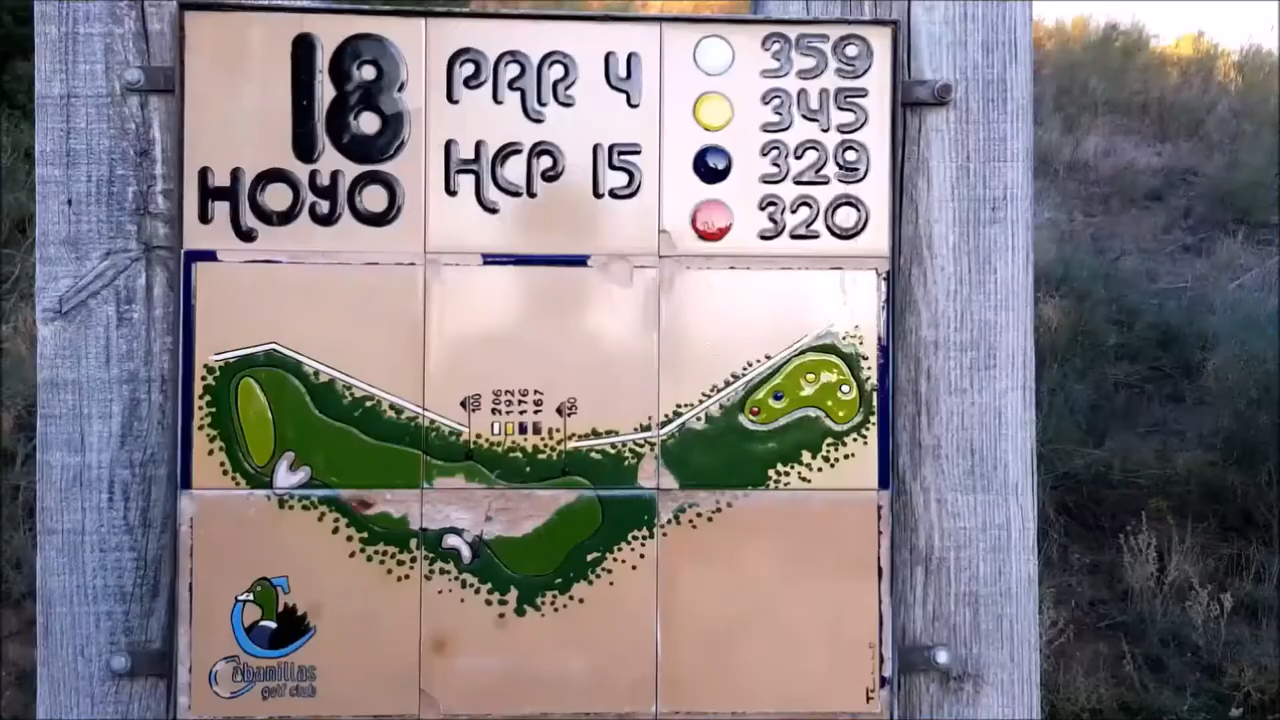 18
HOYO
PAR 4
HCP 15
359
345
329
320
100
206
192
176
167
150
Cabanillas
golf club